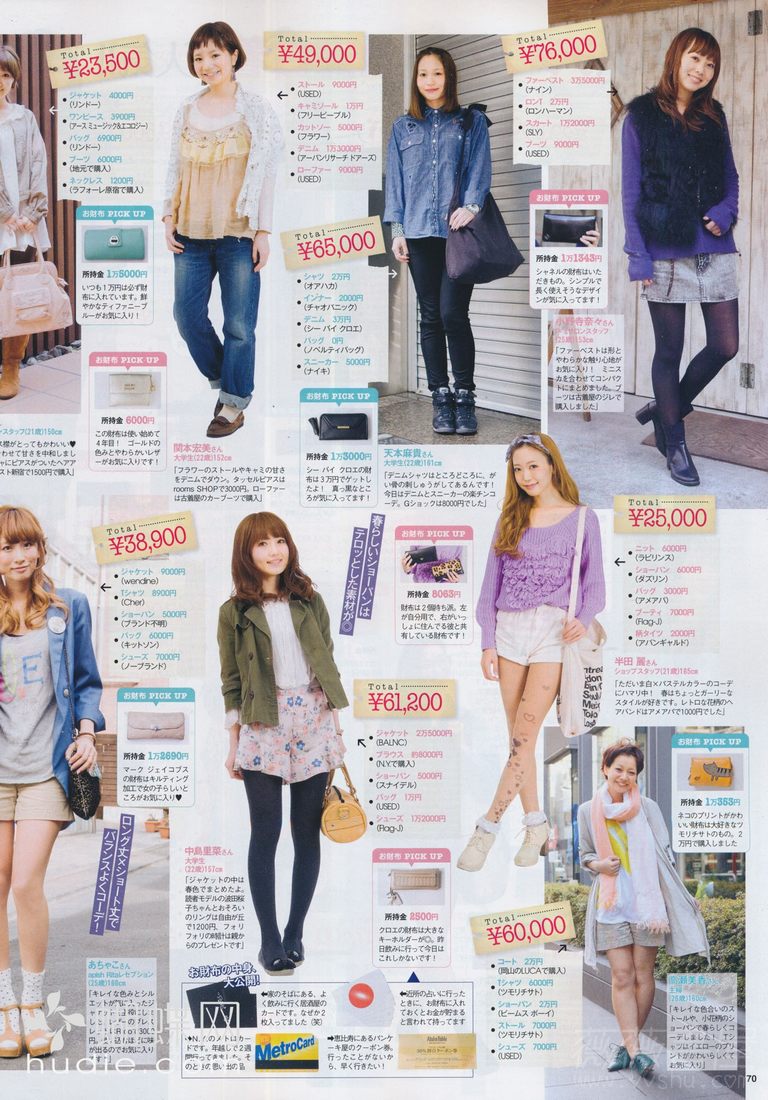 Total
¥23,500
ジャケット 4000円
(リンドー)
ワンピース 3900円
(アース ミュージック&エコロジー)
バッグ 6900円
(リンドー)
ブーツ 6000円
(地元で購入)
ネックレス 1200円
(ラフォーレ原宿で購入)
お財布 PICK UP
所持金 1万5000円
いつも1万円は必ず財
布に入れています。鮮
やかなティファニーブ
ルーがお気に入り!
Total
¥49,000
ストール 9000円
(USED)
キャミソール 1万円
(フリーピープル)
カットソー 5000円
(フラワー)
デニム 1万3000円
(アーバンリサーチ ドアーズ)
ローファー 9000円
(USED)
お財布 PICK UP
所持金 6000円
この財布は使い始めて
4年目! ゴールドの
色みとやわらかいレザ
ーがお気に入りです!
関本宏美さん
大学生(22歳)152cm
「フラワーのストールやキャミの甘さ
をデニムでダウン。タッセルピアスは
rooms SHOPで3000円。ローファー
は古着屋のカーブーツで購入」
Total
¥65,000
シャツ 2万円
(オアハカ)
インナー 2000円
(チャオパニック)
デニム 3万円
(シー バイ クロエ)
バッグ 0円
(ノベルティバッグ)
スニーカー 5000円
(ナイキ)
お財布 PICK UP
所持金 1万3000円
シー バイ クロエの財
布は3万円でゲット
したよ! 真っ黒なとこ
ろが気に入ってます!
天本麻貴さん
大学生(22歳)161cm
「デニムシャツはところどころに、が
い骨の刺しゅうがしてあるんです!
今日はデニムとスニーカーの楽チンコ
ーデ。Gショックは8000円でした」
Total
¥76,000
ファーベスト 3万5000円
(ナイン)
ロンT 2万円
(ロンハーマン)
スカート 1万2000円
(SLY)
ブーツ 9000円
(USED)
お財布 PICK UP
所持金 1万1343円
シャネルの財布はいた
だきもの。シンプルで
長く使えそうなデザイ
ンが気に入ってます!
小野寺奈々さん
(25歳)153cm
「ファーベストは形と
やわらかな触り心地が
お気に入り! ミニス
カを合わせてコンパク
トにまとめました。ブ
ーツは古着屋のジレで
購入しました」
スタッフ(21歳)150cm
Total
¥38,900
ジャケット 9000円
(wendine)
Tシャツ 8900円
(Cher)
ショーパン 5000円
(ブランド不明)
バッグ 6000円
(キットソン)
シューズ 7000円
(ノーブランド)
お財布 PICK UP
所持金 1万2690円
マーク ジェイコブス
の財布はキルティング
加工で女の子らしいと
ころがお気に入り♥
ロング丈×ショート丈で
バランスよくコーデ!
あちゃこさん
apish Ritaレセプション
「キレイな色みとシル
春らしいショーパンは
テロッとした素材が◎
Total
¥61,200
ジャケット 2万5000円
(BALNC)
ブラウス 約8000円
(N.Y.で購入)
ショーパン 5000円
(スナイデル)
バッグ 1万円
(USED)
シューズ 1万2000円
(Flag-J)
中島里菜さん
大学生
(22歳)157cm
「ジャケットの中は
春色でまとめたよ。
読者モデルの波田桜
子ちゃんとおそろい
のリングは自由が丘
で1200円、フォリ
フォリの時計は親か
らのプレゼントです」
お財布 PICK UP
所持金 2500円
クロエの財布は大きな
キーホルダーが◎。昨
日飲みに行って今日は
これしかないです!
お財布 PICK UP
所持金 8063円
財布は2個持ち派。左
が自分用で、右がいっ
しょに住んでる彼と共
有している財布です!
Total
¥25,000
ニット 6000円
(ラビリンス)
ショーパン 6000円
(ダズリン)
バッグ 3000円
(アメアパ)
ブーティ 7000円
(Flag-J)
柄タイツ 2000円
(アバンギャルド)
半田 麗さん
ショップスタッフ(21歳)165cm
「ただいま白×パステルカラーのコーデ
にハマリ中! 春はちょっとガーリーな
スタイルが好きです。レトロな花柄のヘ
アバンドはアメアパで1000円でした」
お財布 PICK UP
所持金 1万353円
ネコのプリントがかわ
いい財布は大好きなツ
モリチサトのもの。2
万円で購入しました
Total
¥60,000
コート 2万円
(岡山のLUCAで購入)
Tシャツ 6000円
(ツモリチサト)
ショーパン 2万円
(ビームス ボーイ)
ストール 7000円
(ツモリチサト)
シューズ 7000円
(USED)
高瀬美香さん
主婦
(26歳)160cm
「キレイな色合いのス
トールや、小花柄のシ
ョーパンで春らしくコ
ーデしました! Tシ
ャツはイエローのプリ
ントがかわいらしくて
お気に入り」
お財布の中身、
大公開!
←家のそばにある、よ
く飲みに行く居酒屋の
カードです。なぜか2
枚入ってました(笑)
←近所の占いに行った
ときに、お財布に入れ
ておくとお金が貯まる
と言われて持ってます
MetroCard
→恵比寿にあるパンケー
キ屋のクーポン券。
行ったことがないか
ら、早く行きたい!
hudie.c
70